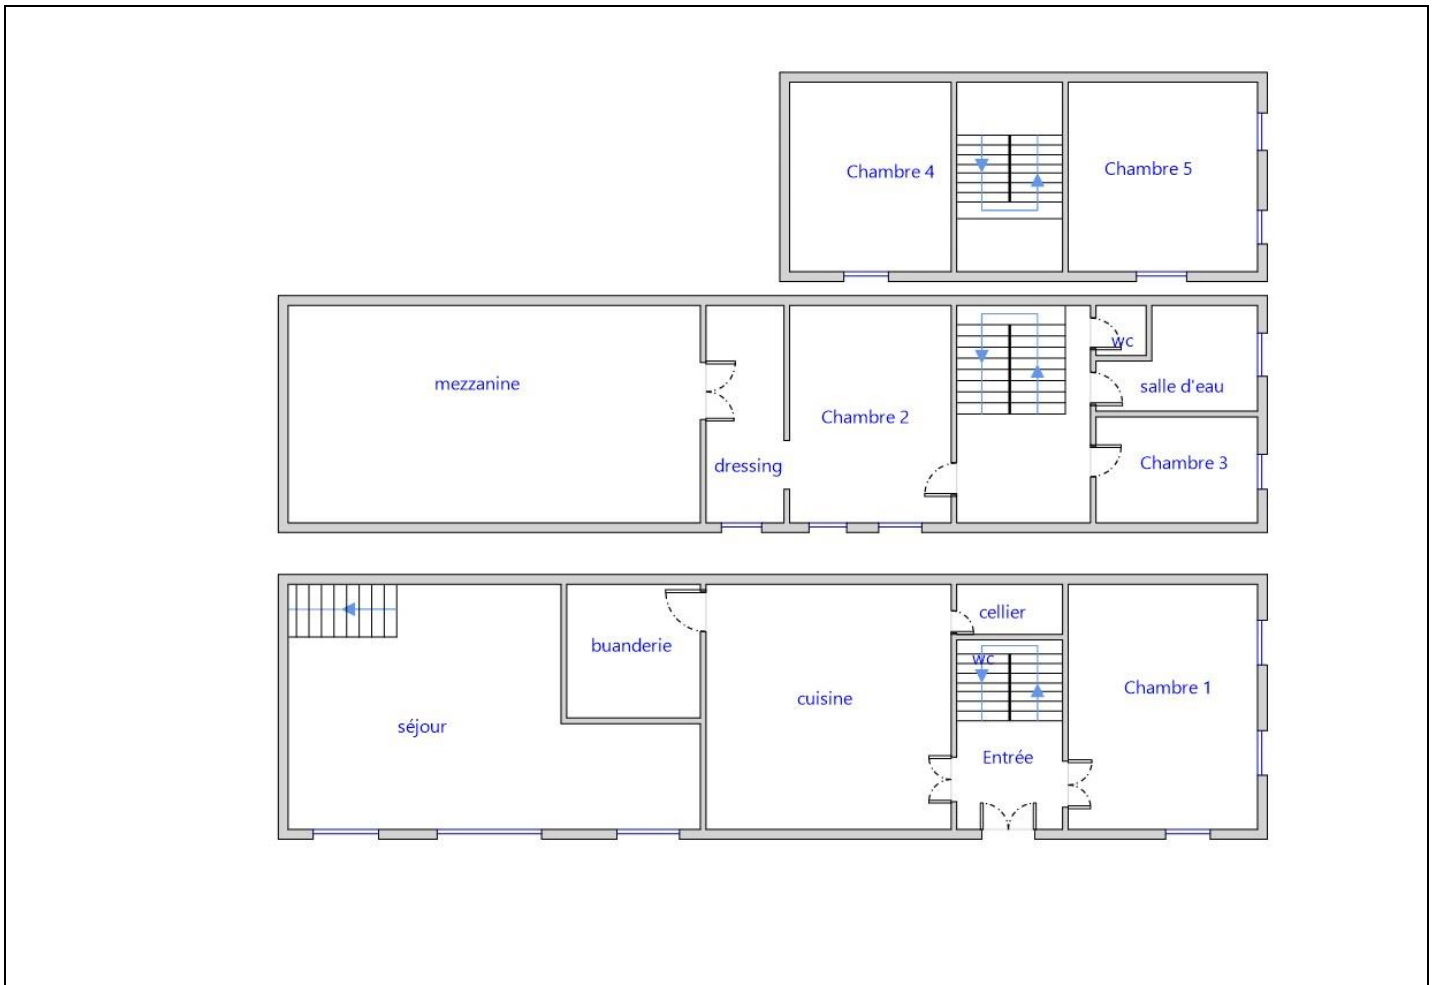 Chambre 4
Chambre 5
mezzanine
dressing
Chambre 2
wc
salle d'eau
Chambre 3
séjour
buanderie
cuisine
cellier
wc
Entrée
Chambre 1